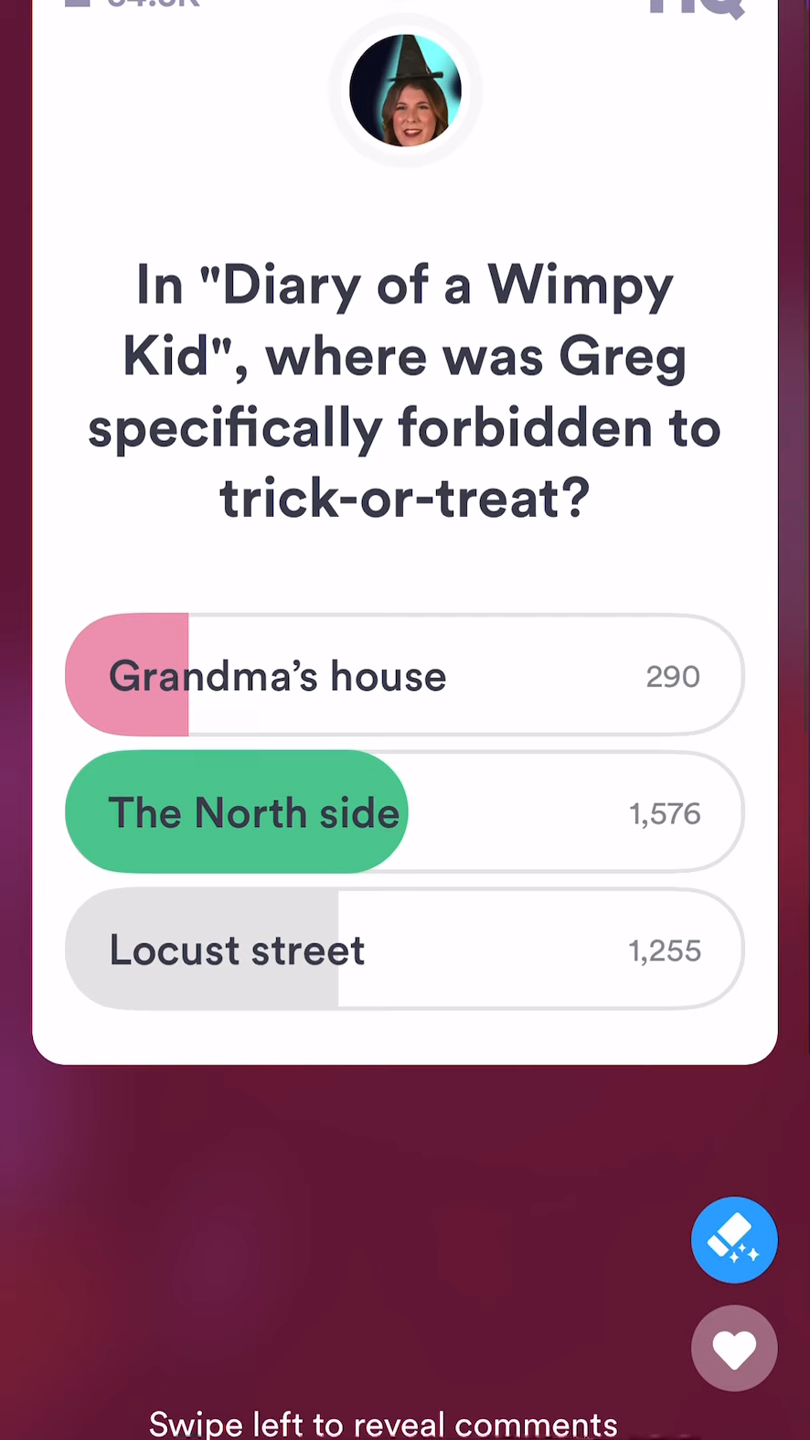 In "Diary of a Wimpy
Kid", where was Greg
specifically forbidden to
trick-or-treat?
Grandma’s house 290
The North side 1,576
Locust street 1,255
Swipe left to reveal comments